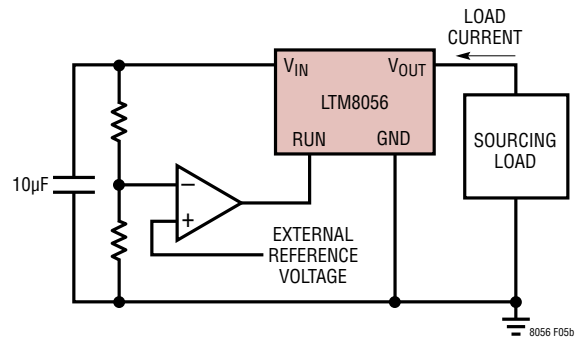 LOAD
CURRENT
VIN
VOUT
LTM8056
RUN
GND
SOURCING
LOAD
10μF
−
+
EXTERNAL
REFERENCE
VOLTAGE
8056 F05b